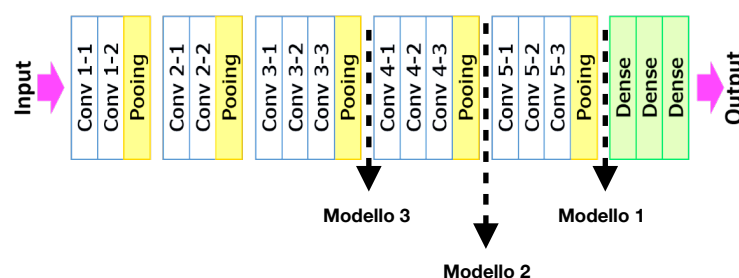 Input
Conv 1-1
Conv 1-2
Pooing
Conv 2-1
Conv 2-2
Pooing
Conv 3-1
Conv 3-2
Conv 3-3
Pooing
Conv 4-1
Conv 4-2
Conv 4-3
Pooing
Conv 5-1
Conv 5-2
Conv 5-3
Pooing
Dense
Dense
Dense
Output
Modello 3
Modello 1
Modello 2